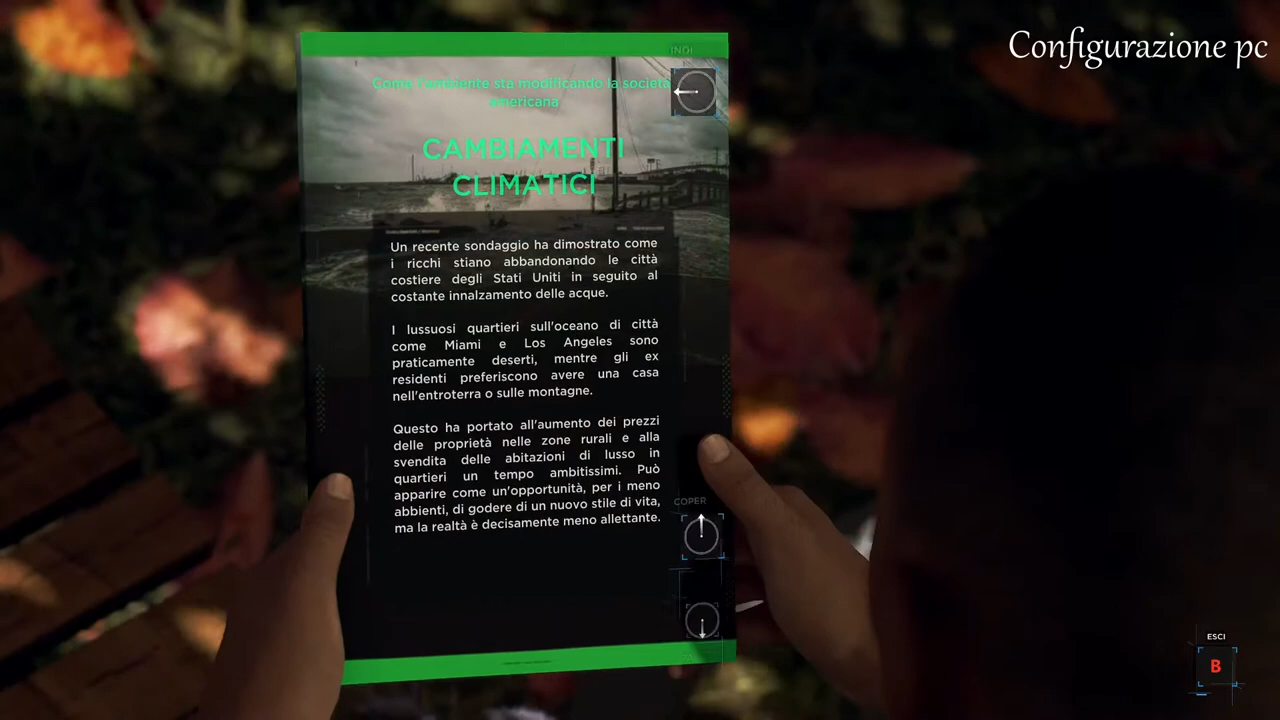 Configurazione pc
INDI
Come l'ambiente sta modificando la società
americana
CAMBIAMENTI
CLIMATICI
Un recente sondaggio ha dimostrato come
i ricchi stiano abbandonando le città
costiere degli Stati Uniti in seguito al
costante innalzamento delle acque.
I lussuosi quartieri sull'oceano di città
come Miami e Los Angeles sono
praticamente deserti, mentre gli ex
residenti preferiscono avere una casa
nell'entroterra o sulle montagne.
Questo ha portato all'aumento dei prezzi
delle proprietà nelle zone rurali e alla
svendita delle abitazioni di lusso in
quartieri un tempo ambitissimi. Può
apparire come un'opportunità, per i meno
abbienti, di godere di un nuovo stile di vita,
ma la realtà è decisamente meno allettante.
COPER
ESCI
B